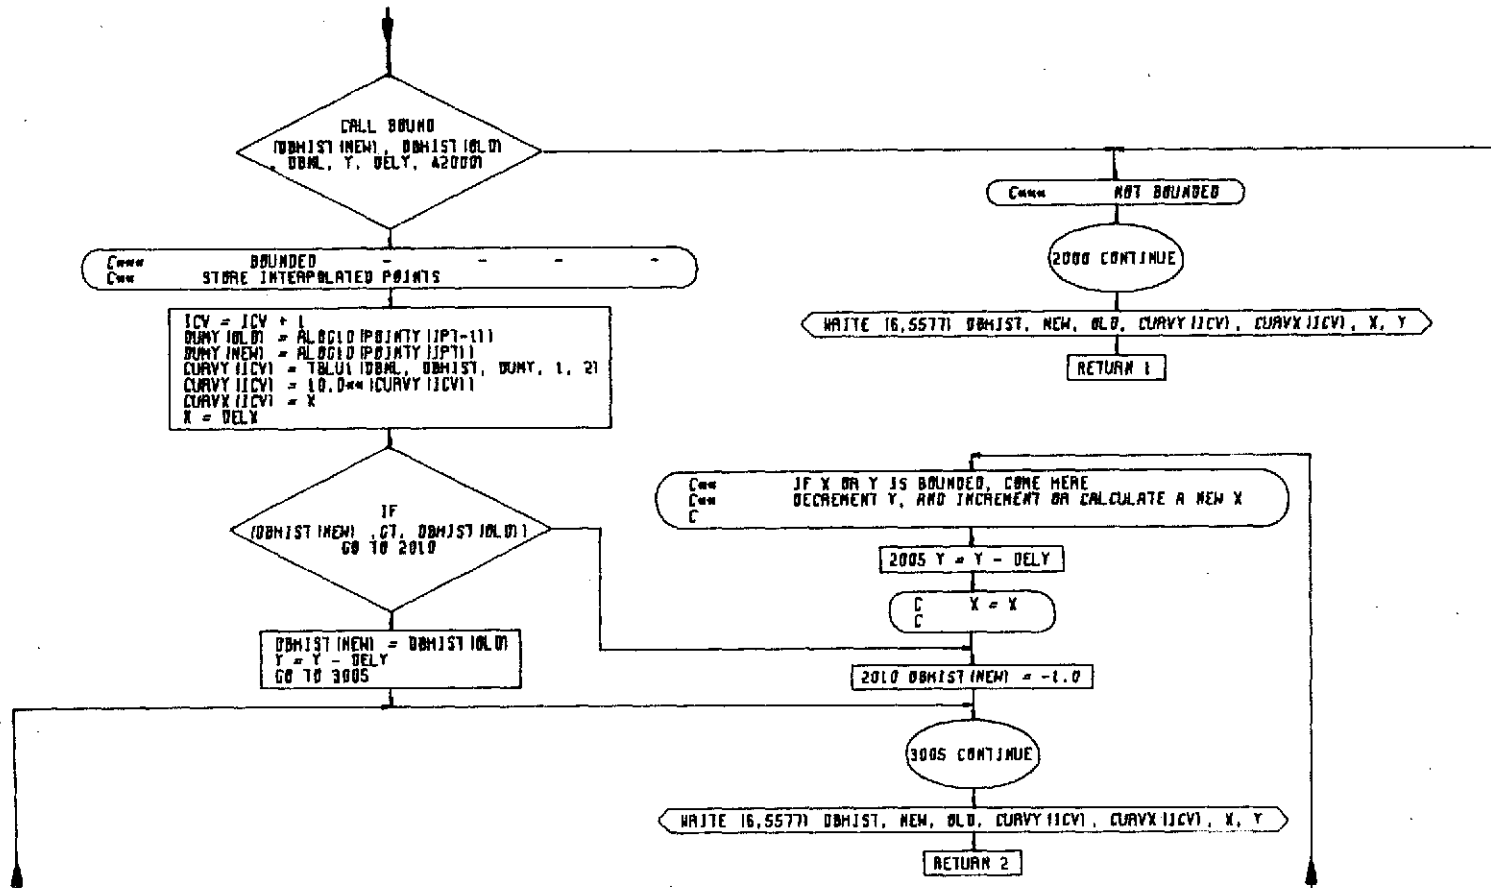 CALL BOUND
(DBHIST(NEW), DBHIST(OLD)
, DBNL, Y, DELY, &2000)
C*** BOUNDED - - - -
C** STORE INTERPOLATED POINTS
ICV = ICV + 1
DUMY(OLD) = ALOG10(POINTY(IPT-1))
DUMY(NEW) = ALOG10(POINTY(IPT))
CURVY(ICV) = TBLU1(DBNL, DBHIST, DUMY, 1, 2)
CURVY(ICV) = 10.0**(CURVY(ICV))
CURVX(ICV) = X
X = DELX
IF
(DBHIST(NEW) .GT. DBHIST(OLD))
GO TO 2010
DBHIST(NEW) = DBHIST(OLD)
Y = Y - DELY
GO TO 3005
C*** NOT BOUNDED
2000 CONTINUE
WRITE (6,5577) DBHIST, NEW, OLD, CURVY(ICV), CURVX(ICV), X, Y
RETURN 1
C** IF X OR Y IS BOUNDED, COME HERE
C** DECREMENT Y, AND INCREMENT OR CALCULATE A NEW X
C
2005 Y = Y - DELY
C X = X
C
2010 DBHIST(NEW) = -1.0
3005 CONTINUE
WRITE (6,5577) DBHIST, NEW, OLD, CURVY(ICV), CURVX(ICV), X, Y
RETURN 2